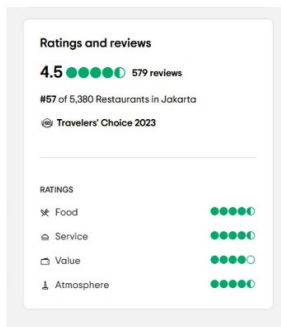 Ratings and reviews
4.5 579 reviews
#57 of 5,380 Restaurants in Jakarta
Travelers' Choice 2023
RATINGS
Food
Service
Value
Atmosphere